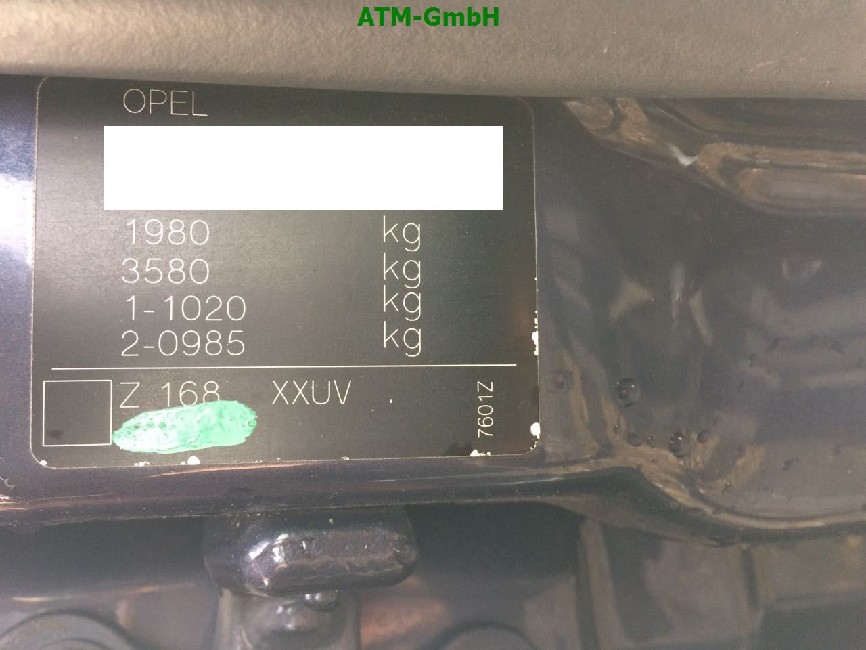 ATM-GmbH
OPEL
1980 kg
3580 kg
1-1020 kg
2-0985 kg
Z 168 XXUV
7601Z